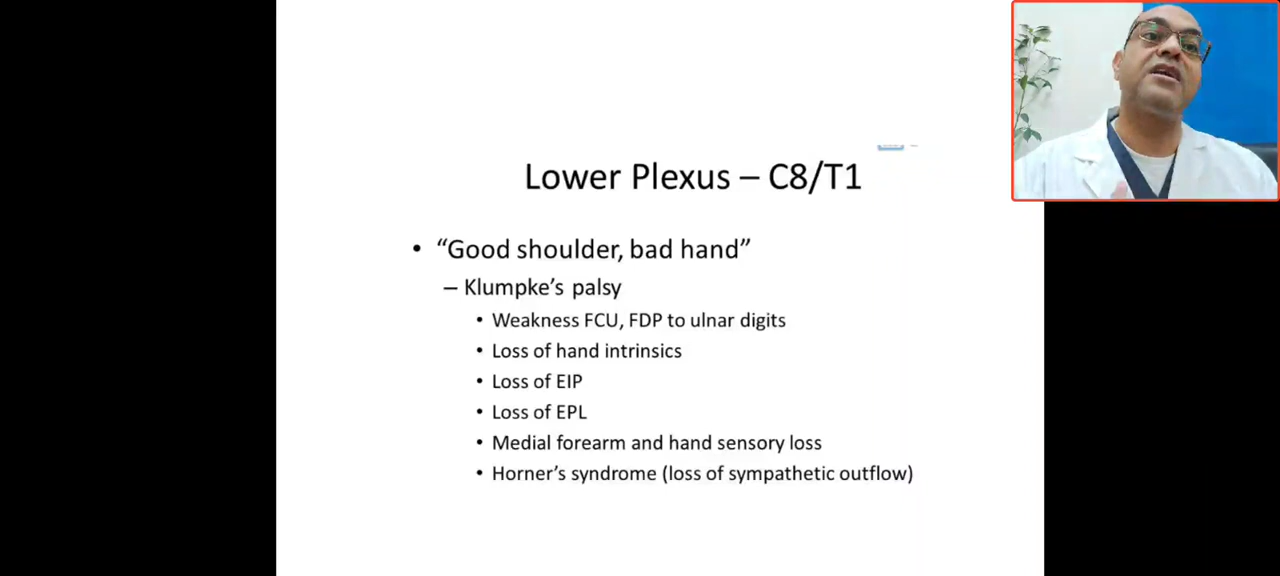 Lower Plexus – C8/T1
• “Good shoulder, bad hand”
– Klumpke’s palsy
• Weakness FCU, FDP to ulnar digits
• Loss of hand intrinsics
• Loss of EIP
• Loss of EPL
• Medial forearm and hand sensory loss
• Horner’s syndrome (loss of sympathetic outflow)